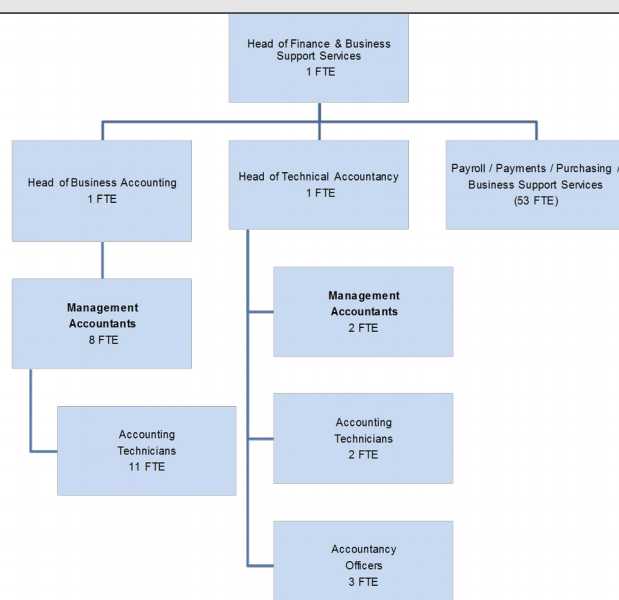 Head of Finance & Business
Support Services
1 FTE
Head of Business Accounting
1 FTE
Head of Technical Accountancy
1 FTE
Payroll / Payments / Purchasing /
Business Support Services
(53 FTE)
Management
Accountants
8 FTE
Management
Accountants
2 FTE
Accounting
Technicians
11 FTE
Accounting
Technicians
2 FTE
Accountancy
Officers
3 FTE